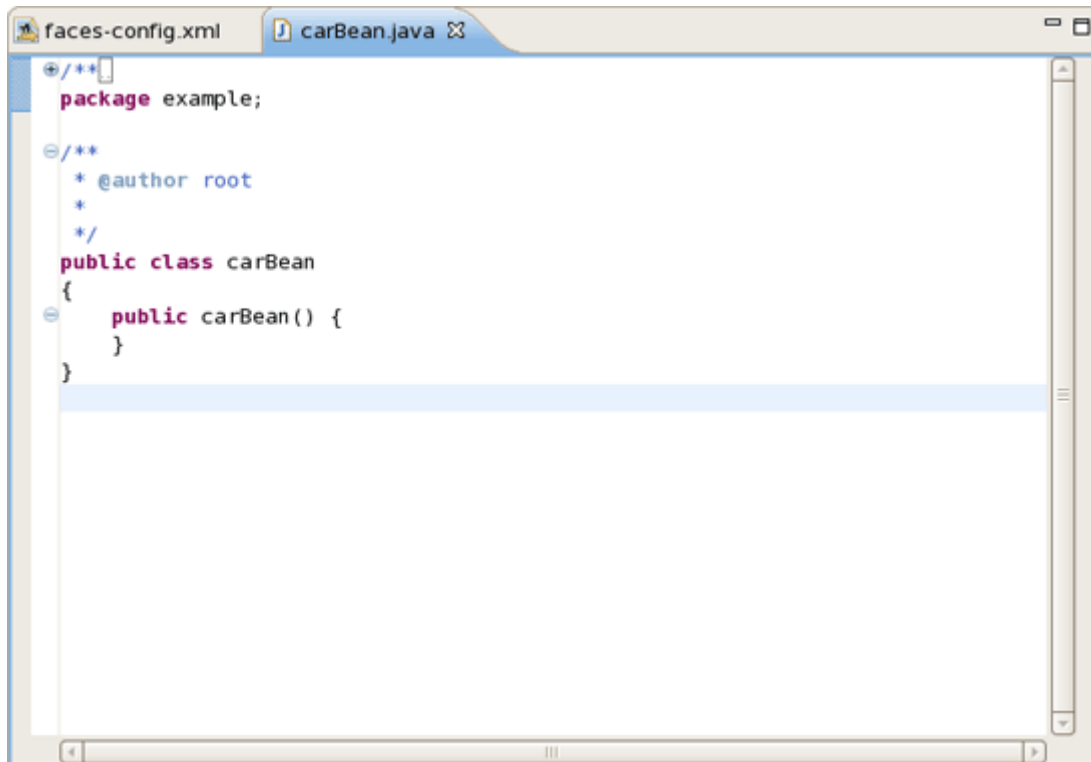 faces-config.xml carBean.java
/**
package example;
/**
 * @author root
 *
 */
public class carBean
{
    public carBean() {
    }
}